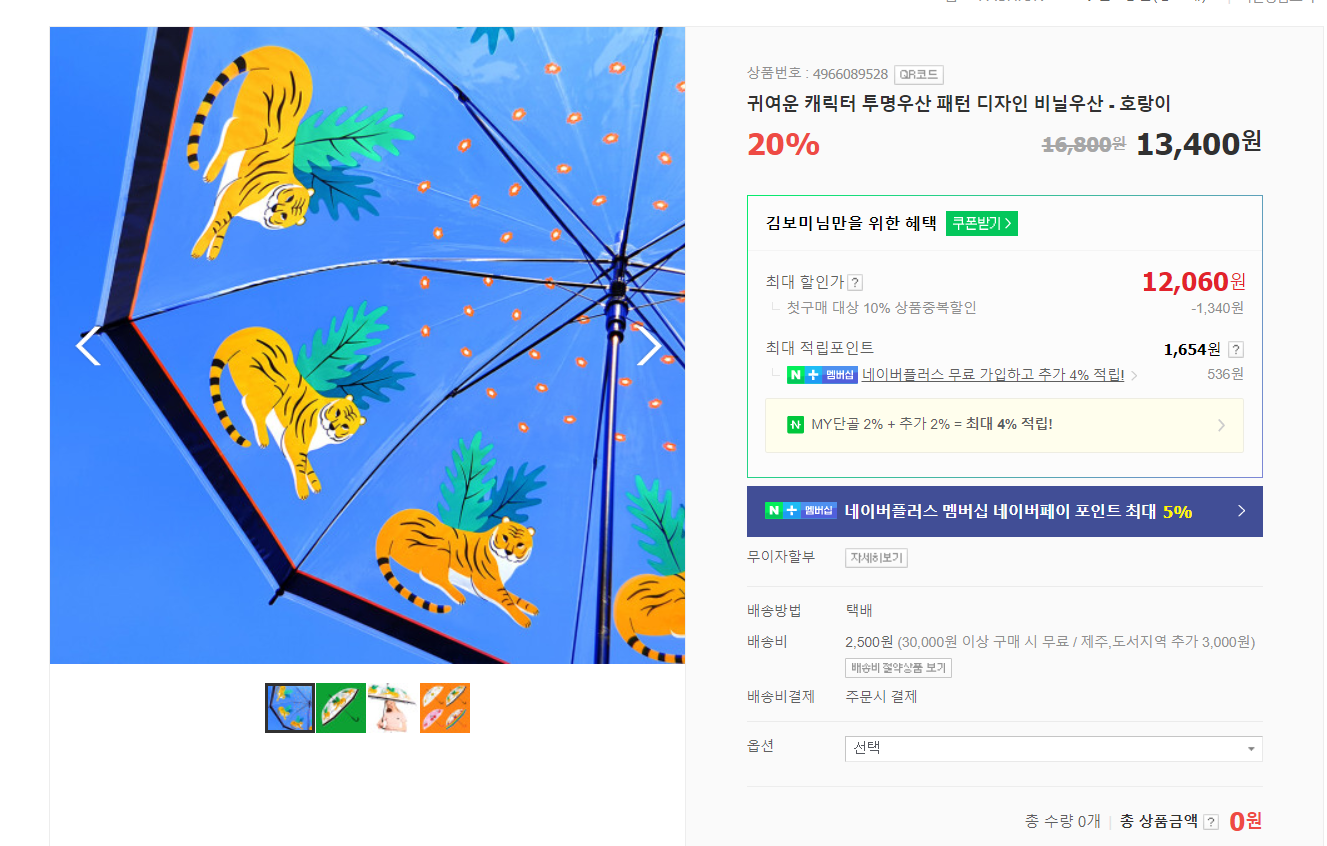 상품번호 : 4966089528 QR코드
귀여운 캐릭터 투명우산 패턴 디자인 비닐우산 - 호랑이
20% 16,800원 13,400원
김보미님만을 위한 혜택 쿠폰받기 >
최대 할인가 ? 12,060원
첫구매 대상 10% 상품중복할인 -1,340원
최대 적립포인트 1,654원 ?
N + 멤버십 네이버플러스 무료 가입하고 추가 4% 적립! > 536원
N MY단골 2% + 추가 2% = 최대 4% 적립! >
N + 멤버십 네이버플러스 멤버십 네이버페이 포인트 최대 5% >
무이자할부 자세히보기
배송방법 택배
배송비 2,500원 (30,000원 이상 구매 시 무료 / 제주,도서지역 추가 3,000원)
배송비 절약상품 보기
배송비결제 주문시 결제
옵션 선택
총 수량 0개 | 총 상품금액 ? 0원